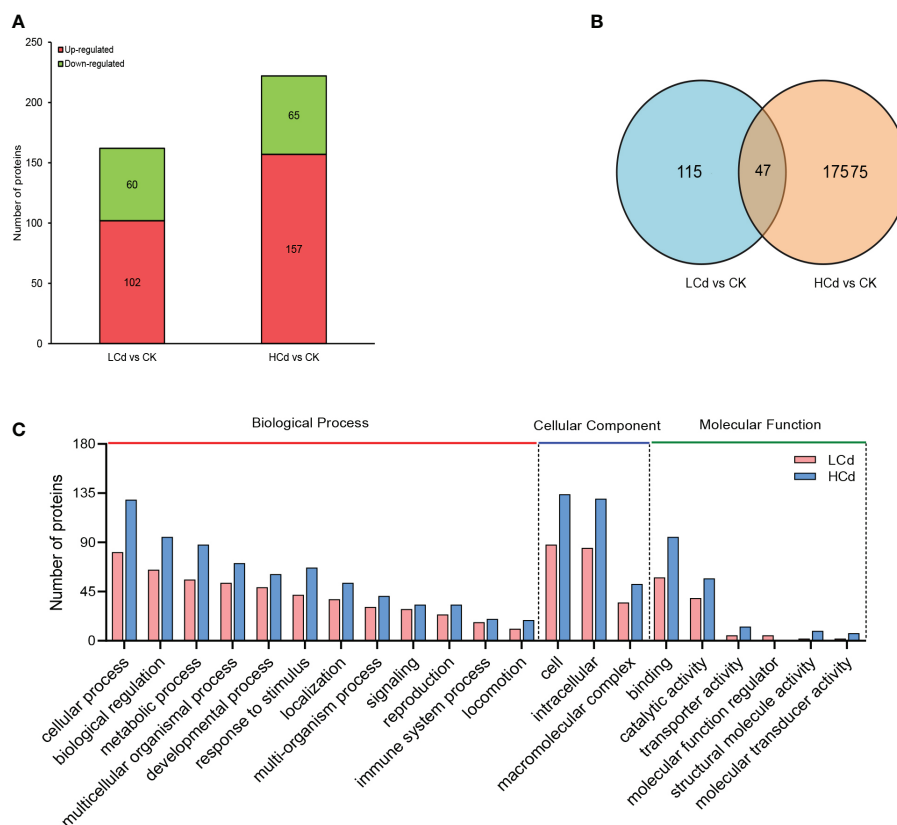 A
Number of proteins
250
200
150
100
50
0
Up-regulated
Down-regulated
60
102
65
157
LCd vs CK
HCd vs CK
B
115
47
17575
LCd vs CK
HCd vs CK
C
Biological Process
Cellular Component
Molecular Function
Number of proteins
180
135
90
45
0
LCd
HCd
cellular process
biological regulation
metabolic process
multicellular organismal process
developmental process
response to stimulus
localization
multi-organism process
signaling
reproduction
immune system process
locomotion
cell
intracellular
macromolecular complex
binding
catalytic activity
transporter activity
molecular function regulator
structural molecule activity
molecular transducer activity